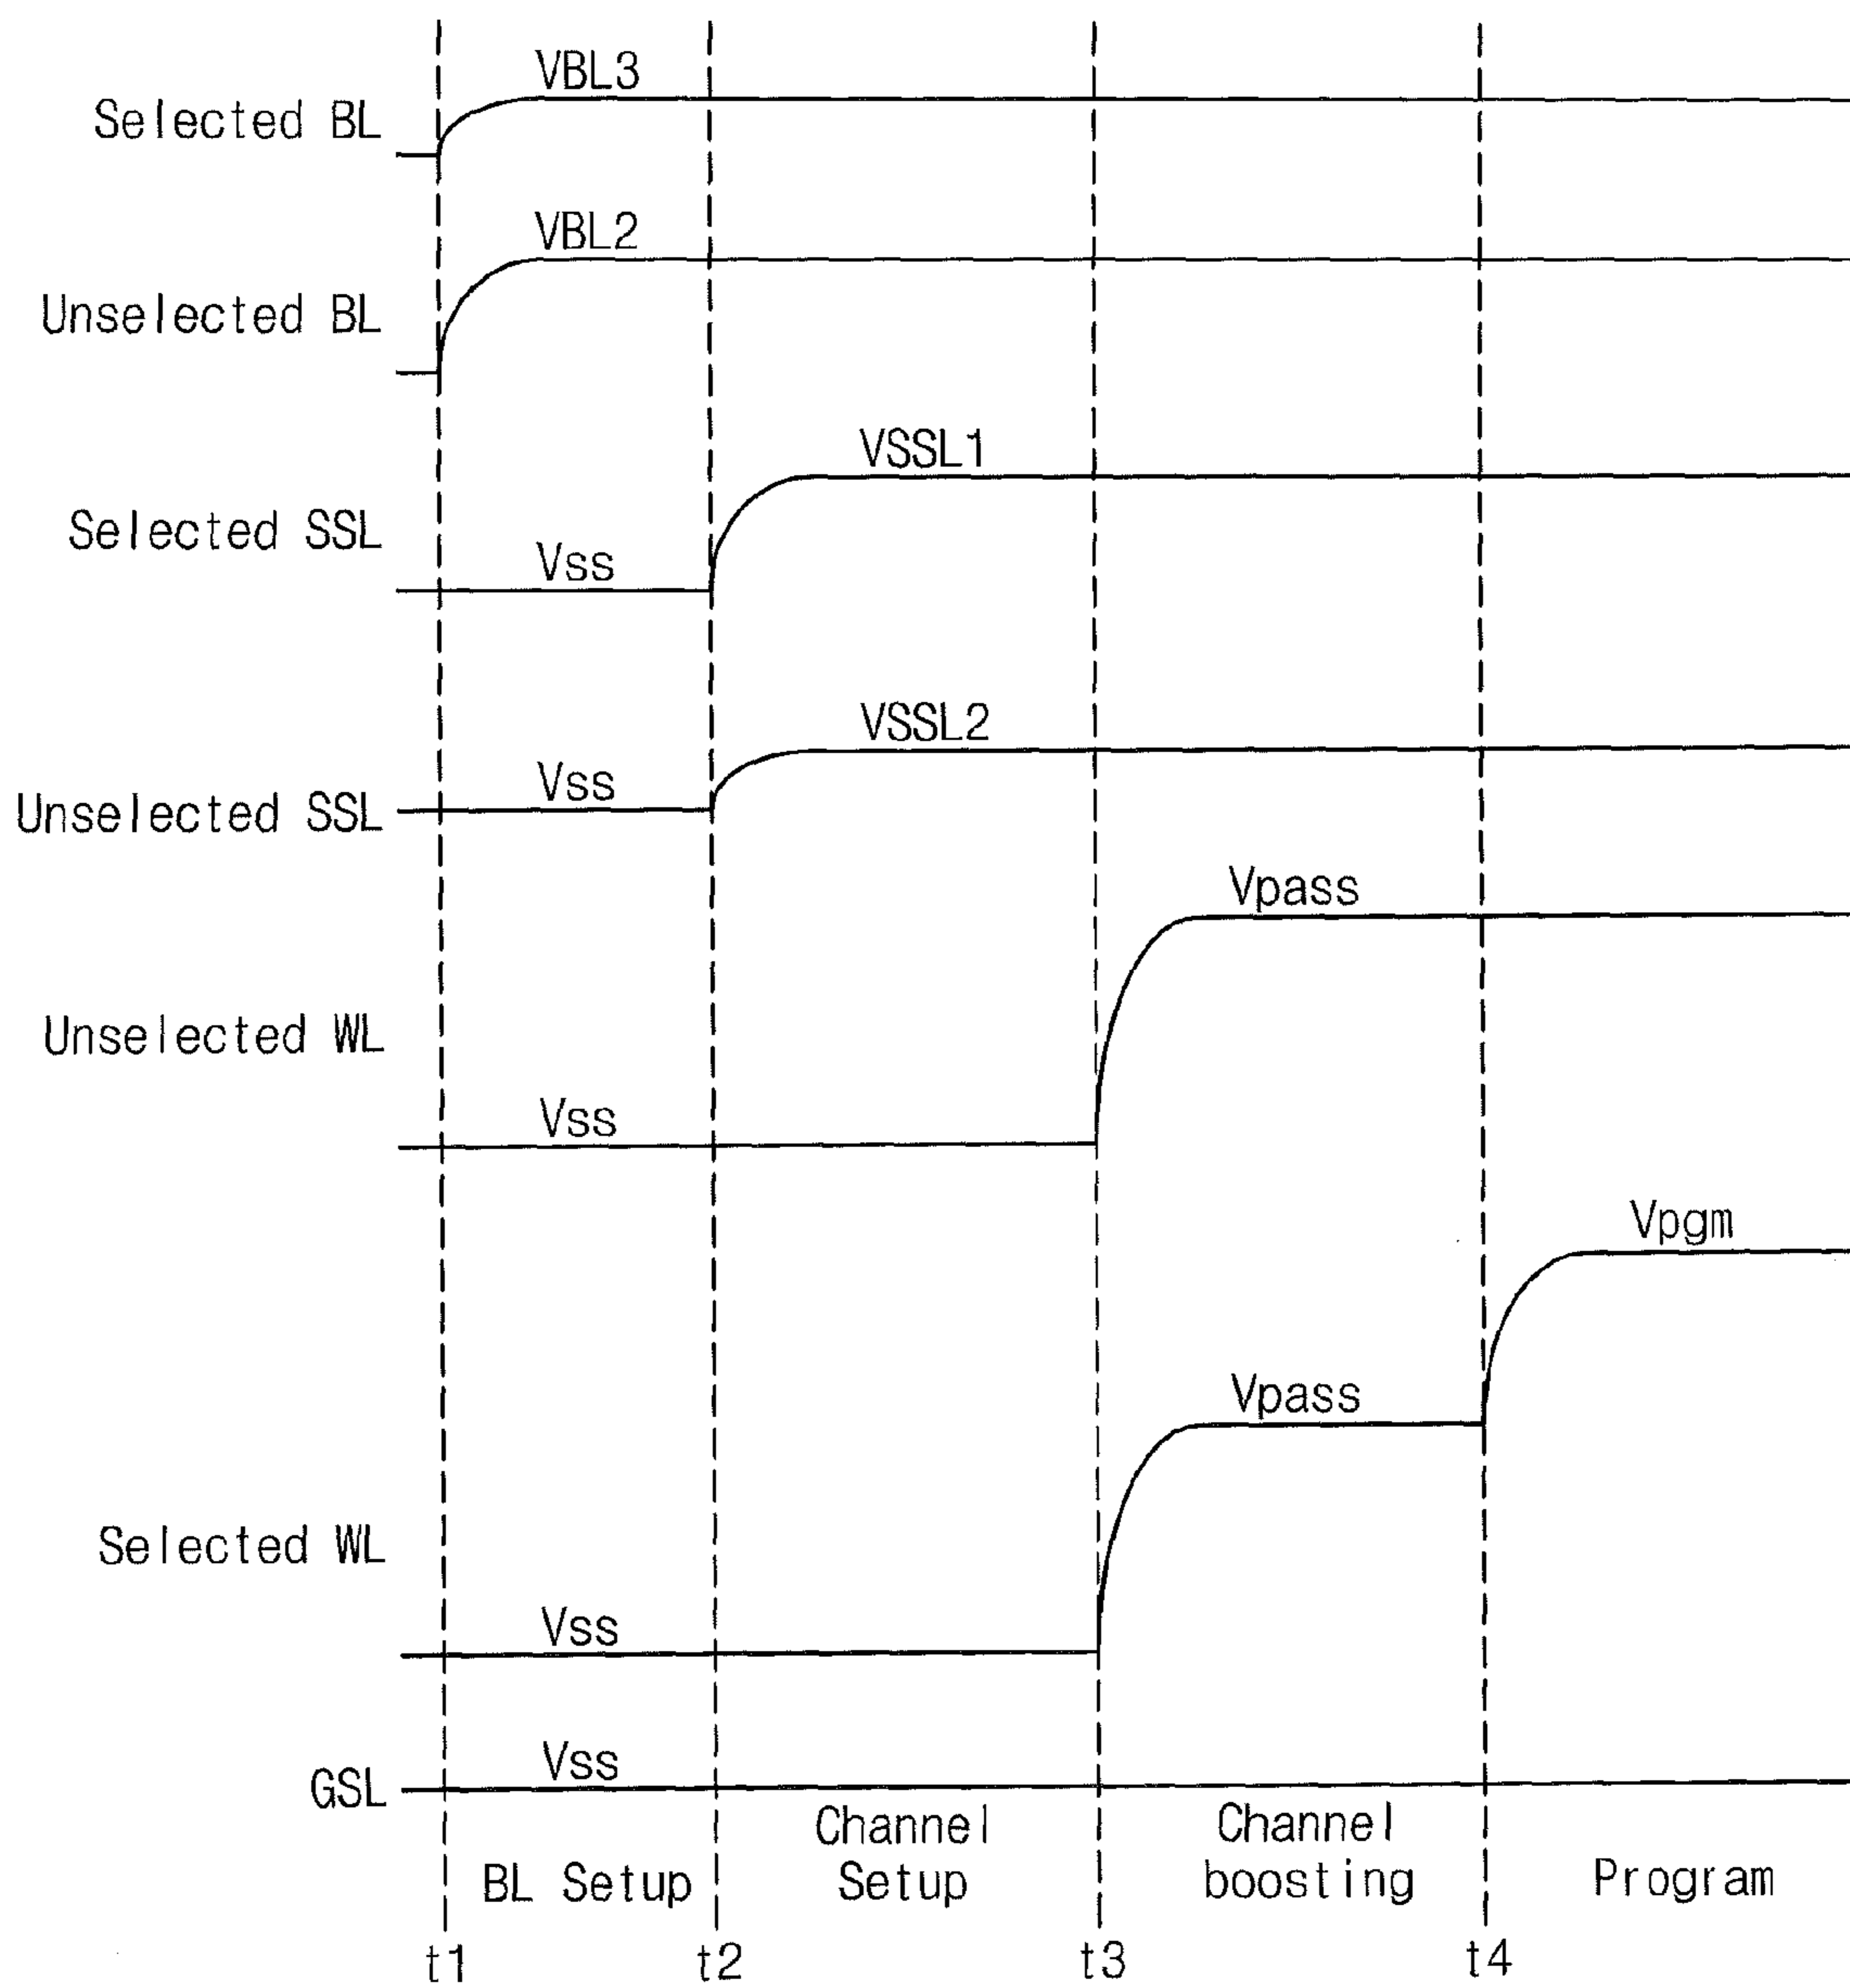 VBL3
Selected BL
VBL2
Unselected BL
VSSL1
Selected SSL
Vss
VSSL2
Vss
Unselected SSL
Vpass
Unselected WL
Vss
Vpgm
Vpass
Selected WL
Vss
Vss
GSL
BL Setup
Channel
Setup
Channel
boosting
Program
t1 t2 t3 t4